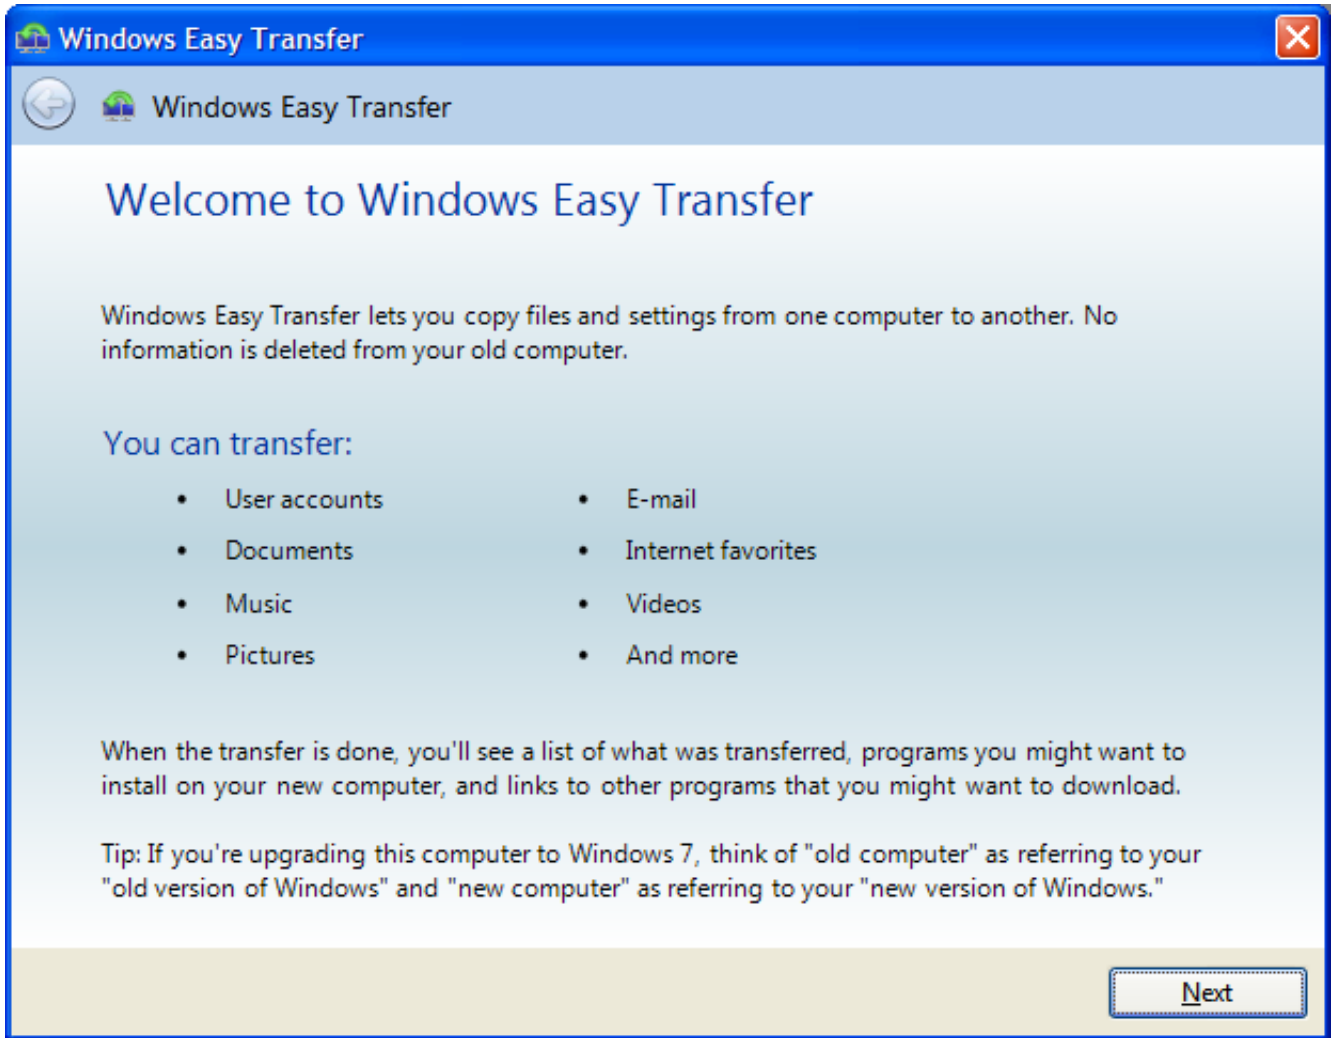 Windows Easy Transfer
Windows Easy Transfer
Welcome to Windows Easy Transfer
Windows Easy Transfer lets you copy files and settings from one computer to another. No
information is deleted from your old computer.
You can transfer:
• User accounts
• E-mail
• Documents
• Internet favorites
• Music
• Videos
• Pictures
• And more
When the transfer is done, you'll see a list of what was transferred, programs you might want to
install on your new computer, and links to other programs that you might want to download.
Tip: If you're upgrading this computer to Windows 7, think of "old computer" as referring to your
"old version of Windows" and "new computer" as referring to your "new version of Windows."
Next